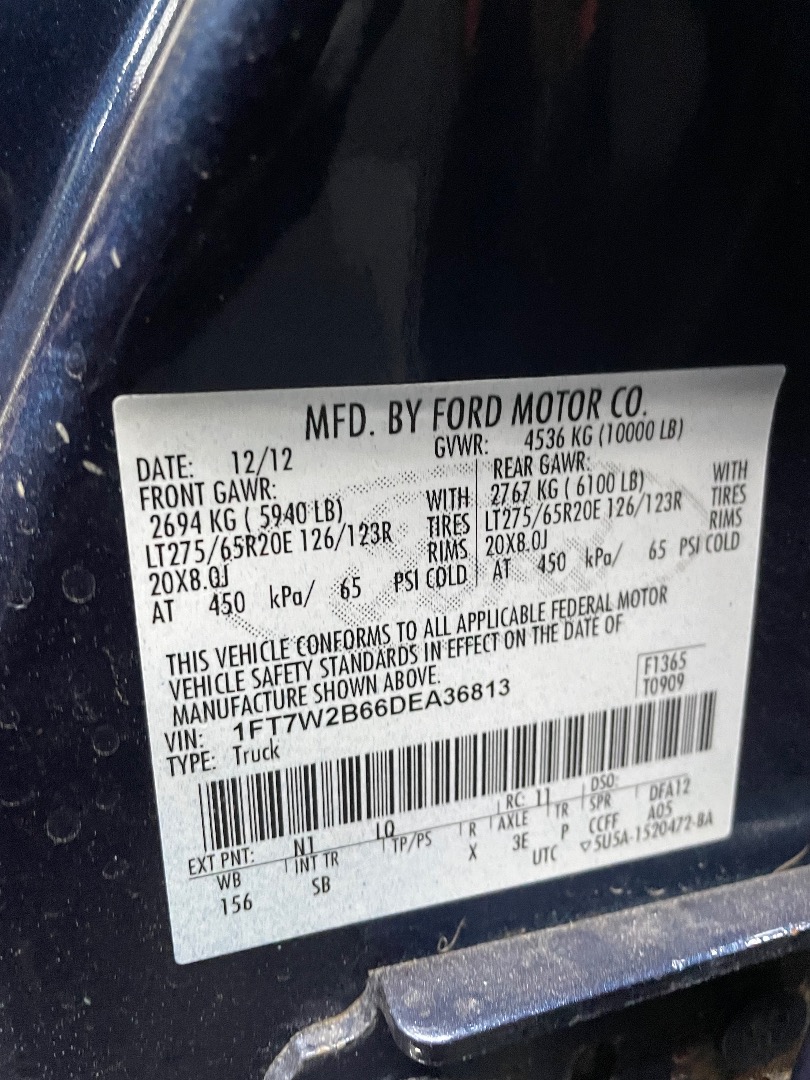 MFD. BY FORD MOTOR CO.
DATE: 12/12 GVWR: 4536 KG (10000 LB)
FRONT GAWR: REAR GAWR:
2694 KG ( 5940 LB) WITH 2767 KG ( 6100 LB) WITH
LT275/65R20E 126/123R TIRES LT275/65R20E 126/123R TIRES
20X8.0J RIMS 20X8.0J RIMS
AT 450 kPa/ 65 PSI COLD AT 450 kPa/ 65 PSI COLD
THIS VEHICLE CONFORMS TO ALL APPLICABLE FEDERAL MOTOR
VEHICLE SAFETY STANDARDS IN EFFECT ON THE DATE OF
MANUFACTURE SHOWN ABOVE.
VIN: 1FT7W2B66DEA36813 F1365
TYPE: Truck T0909
EXT PNT: N1 LQ RC: 11 DSO:
WB INT TR TP/PS R AXLE TR SPR DFA12
156 SB X 3E P CCFF A05
UTC ▽5U5A-1520472-BA